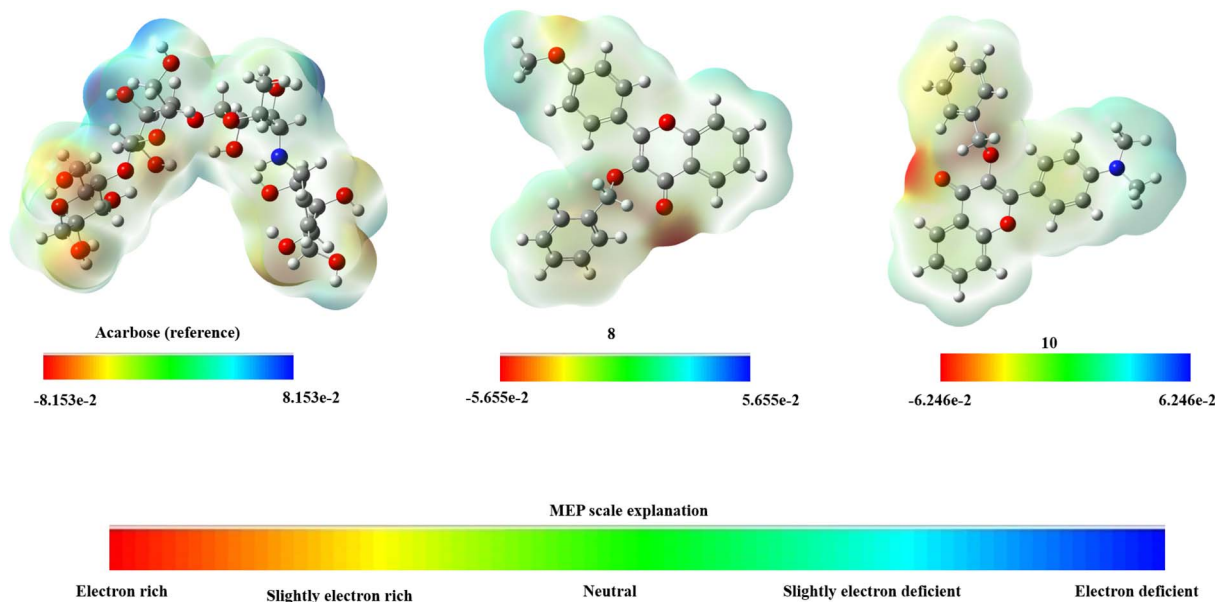 Acarbose (reference)
8
10
-8.153e-2
8.153e-2
-5.655e-2
5.655e-2
-6.246e-2
6.246e-2
MEP scale explanation
Electron rich
Slightly electron rich
Neutral
Slightly electron deficient
Electron deficient